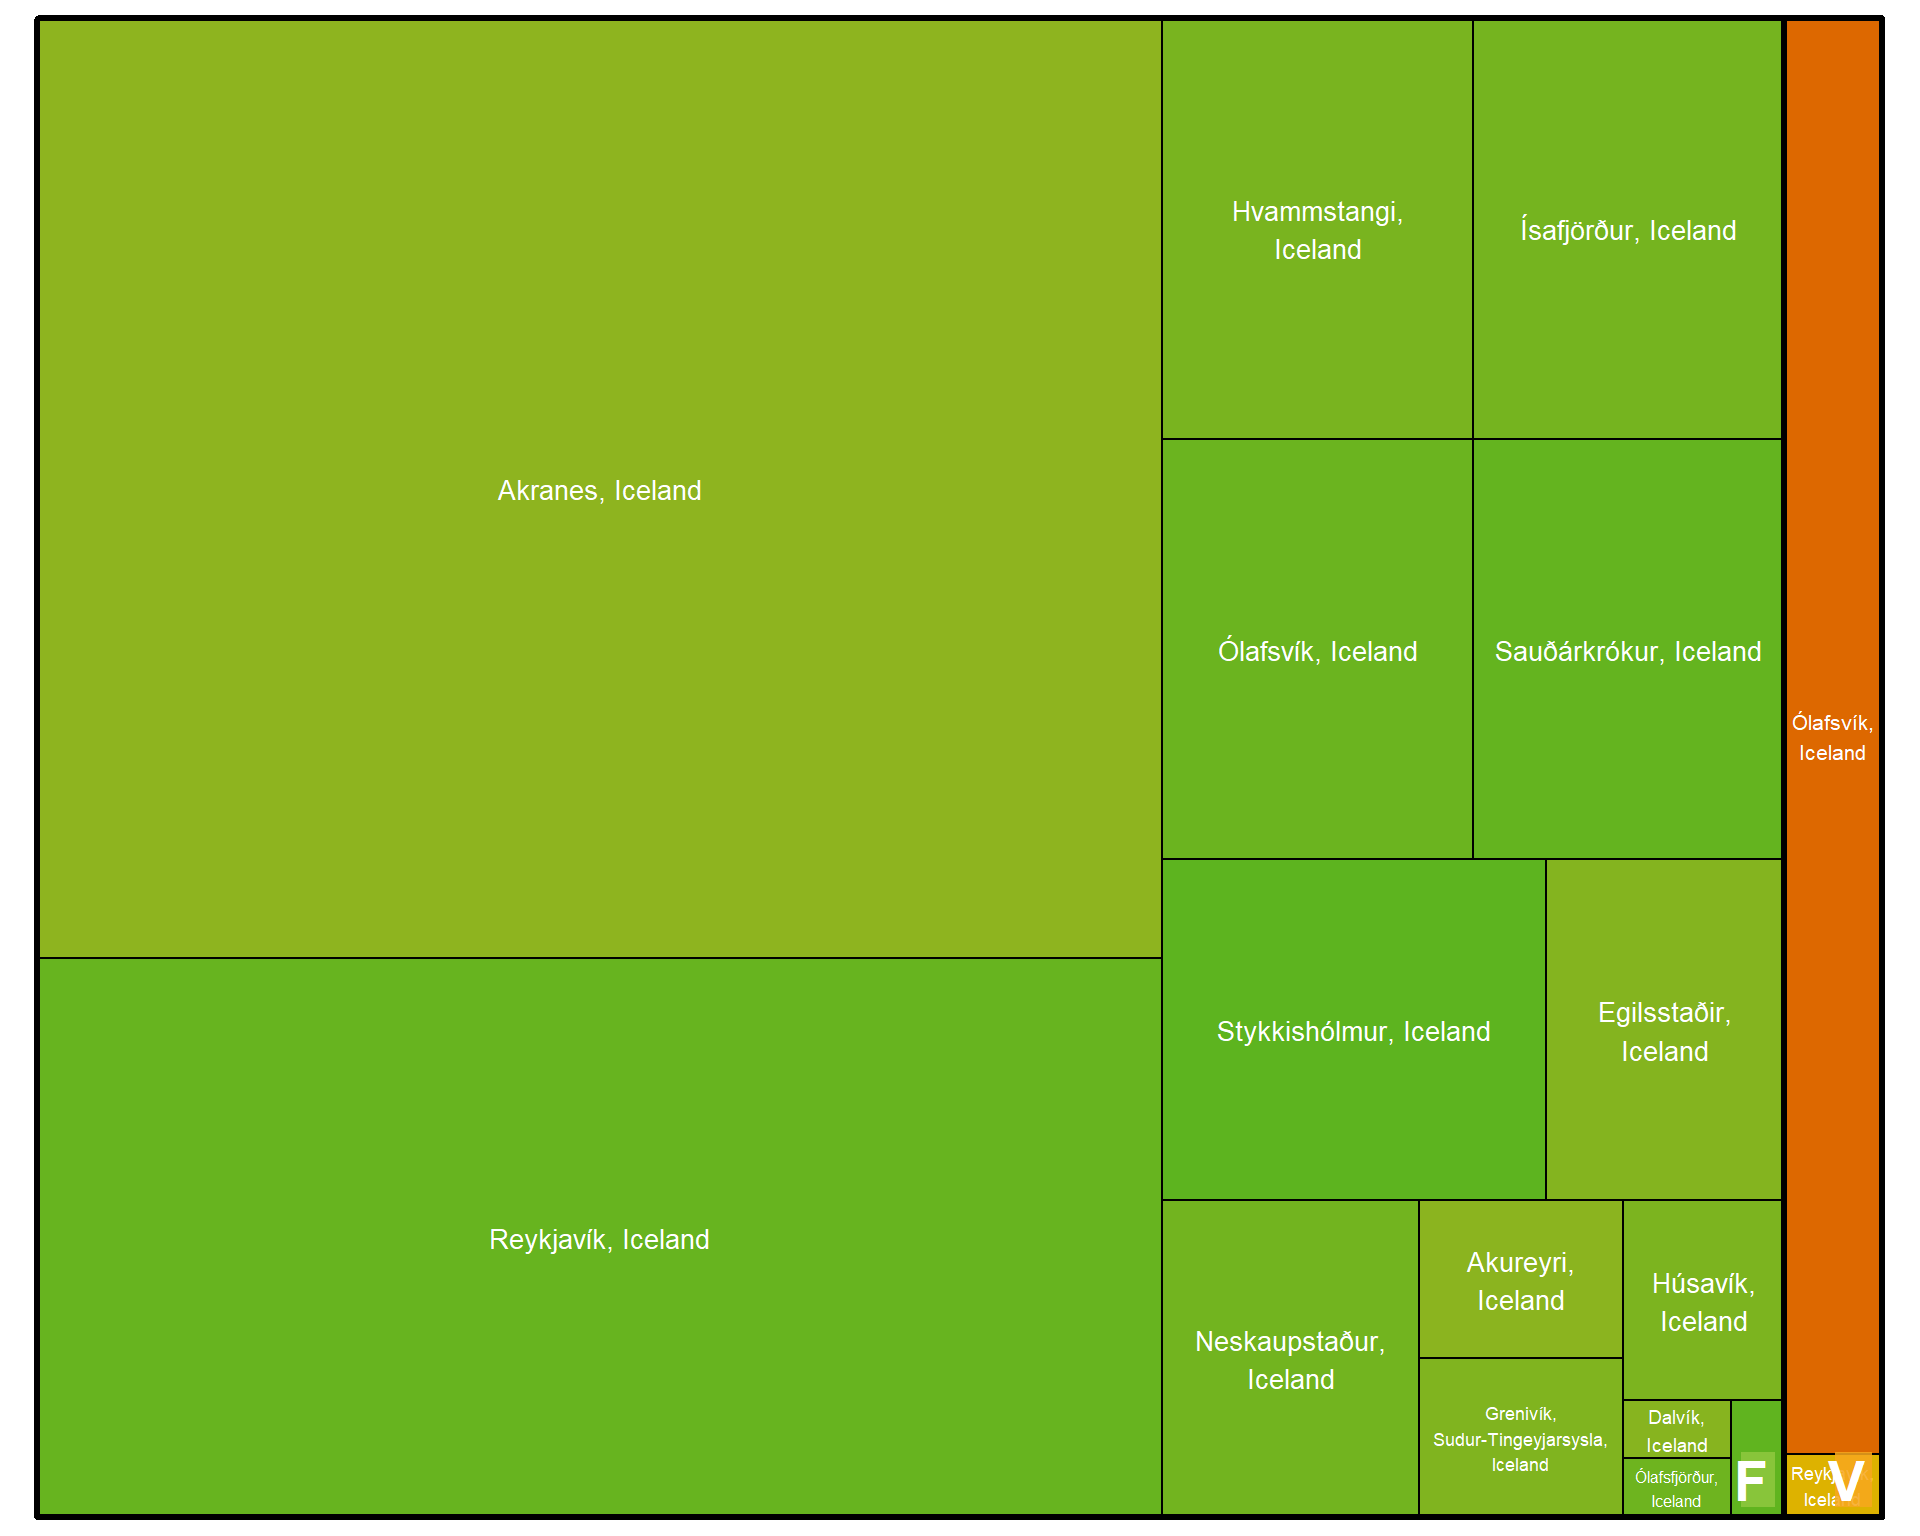 Akranes, Iceland
Reykjavík, Iceland
Hvammstangi,
Iceland
Ísafjörður, Iceland
Ólafsvík, Iceland
Sauðárkrókur, Iceland
Stykkishólmur, Iceland
Egilsstaðir,
Iceland
Neskaupstaður,
Iceland
Akureyri,
Iceland
Húsavík,
Iceland
Grenivík,
Sudur-Tingeyjarsysla,
Iceland
Dalvík,
Iceland
Ólafsfjörður,
Iceland
F
Ólafsvík,
Iceland
V